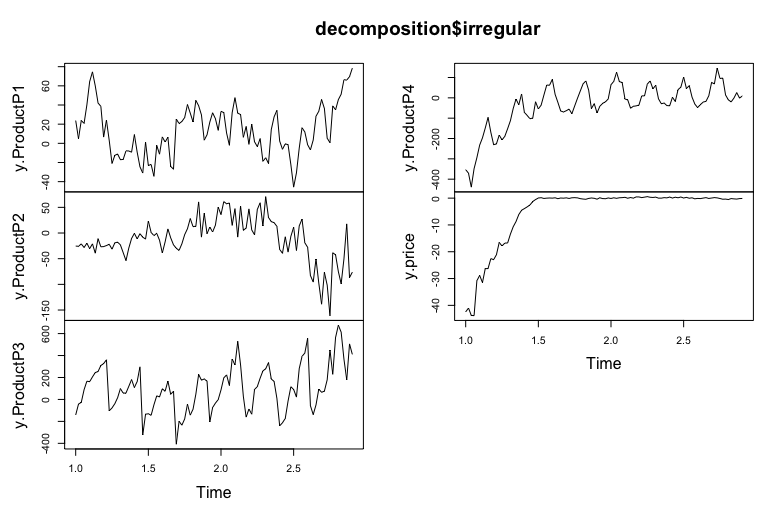 decomposition$irregular
y.ProductP1
-40 0 20 60
y.ProductP2
-150 -50 0 50
y.ProductP3
-400 0 200 600
1.0 1.5 2.0 2.5
Time
y.ProductP4
-400 -200 0
y.price
-40 -30 -20 -10 0
1.0 1.5 2.0 2.5
Time